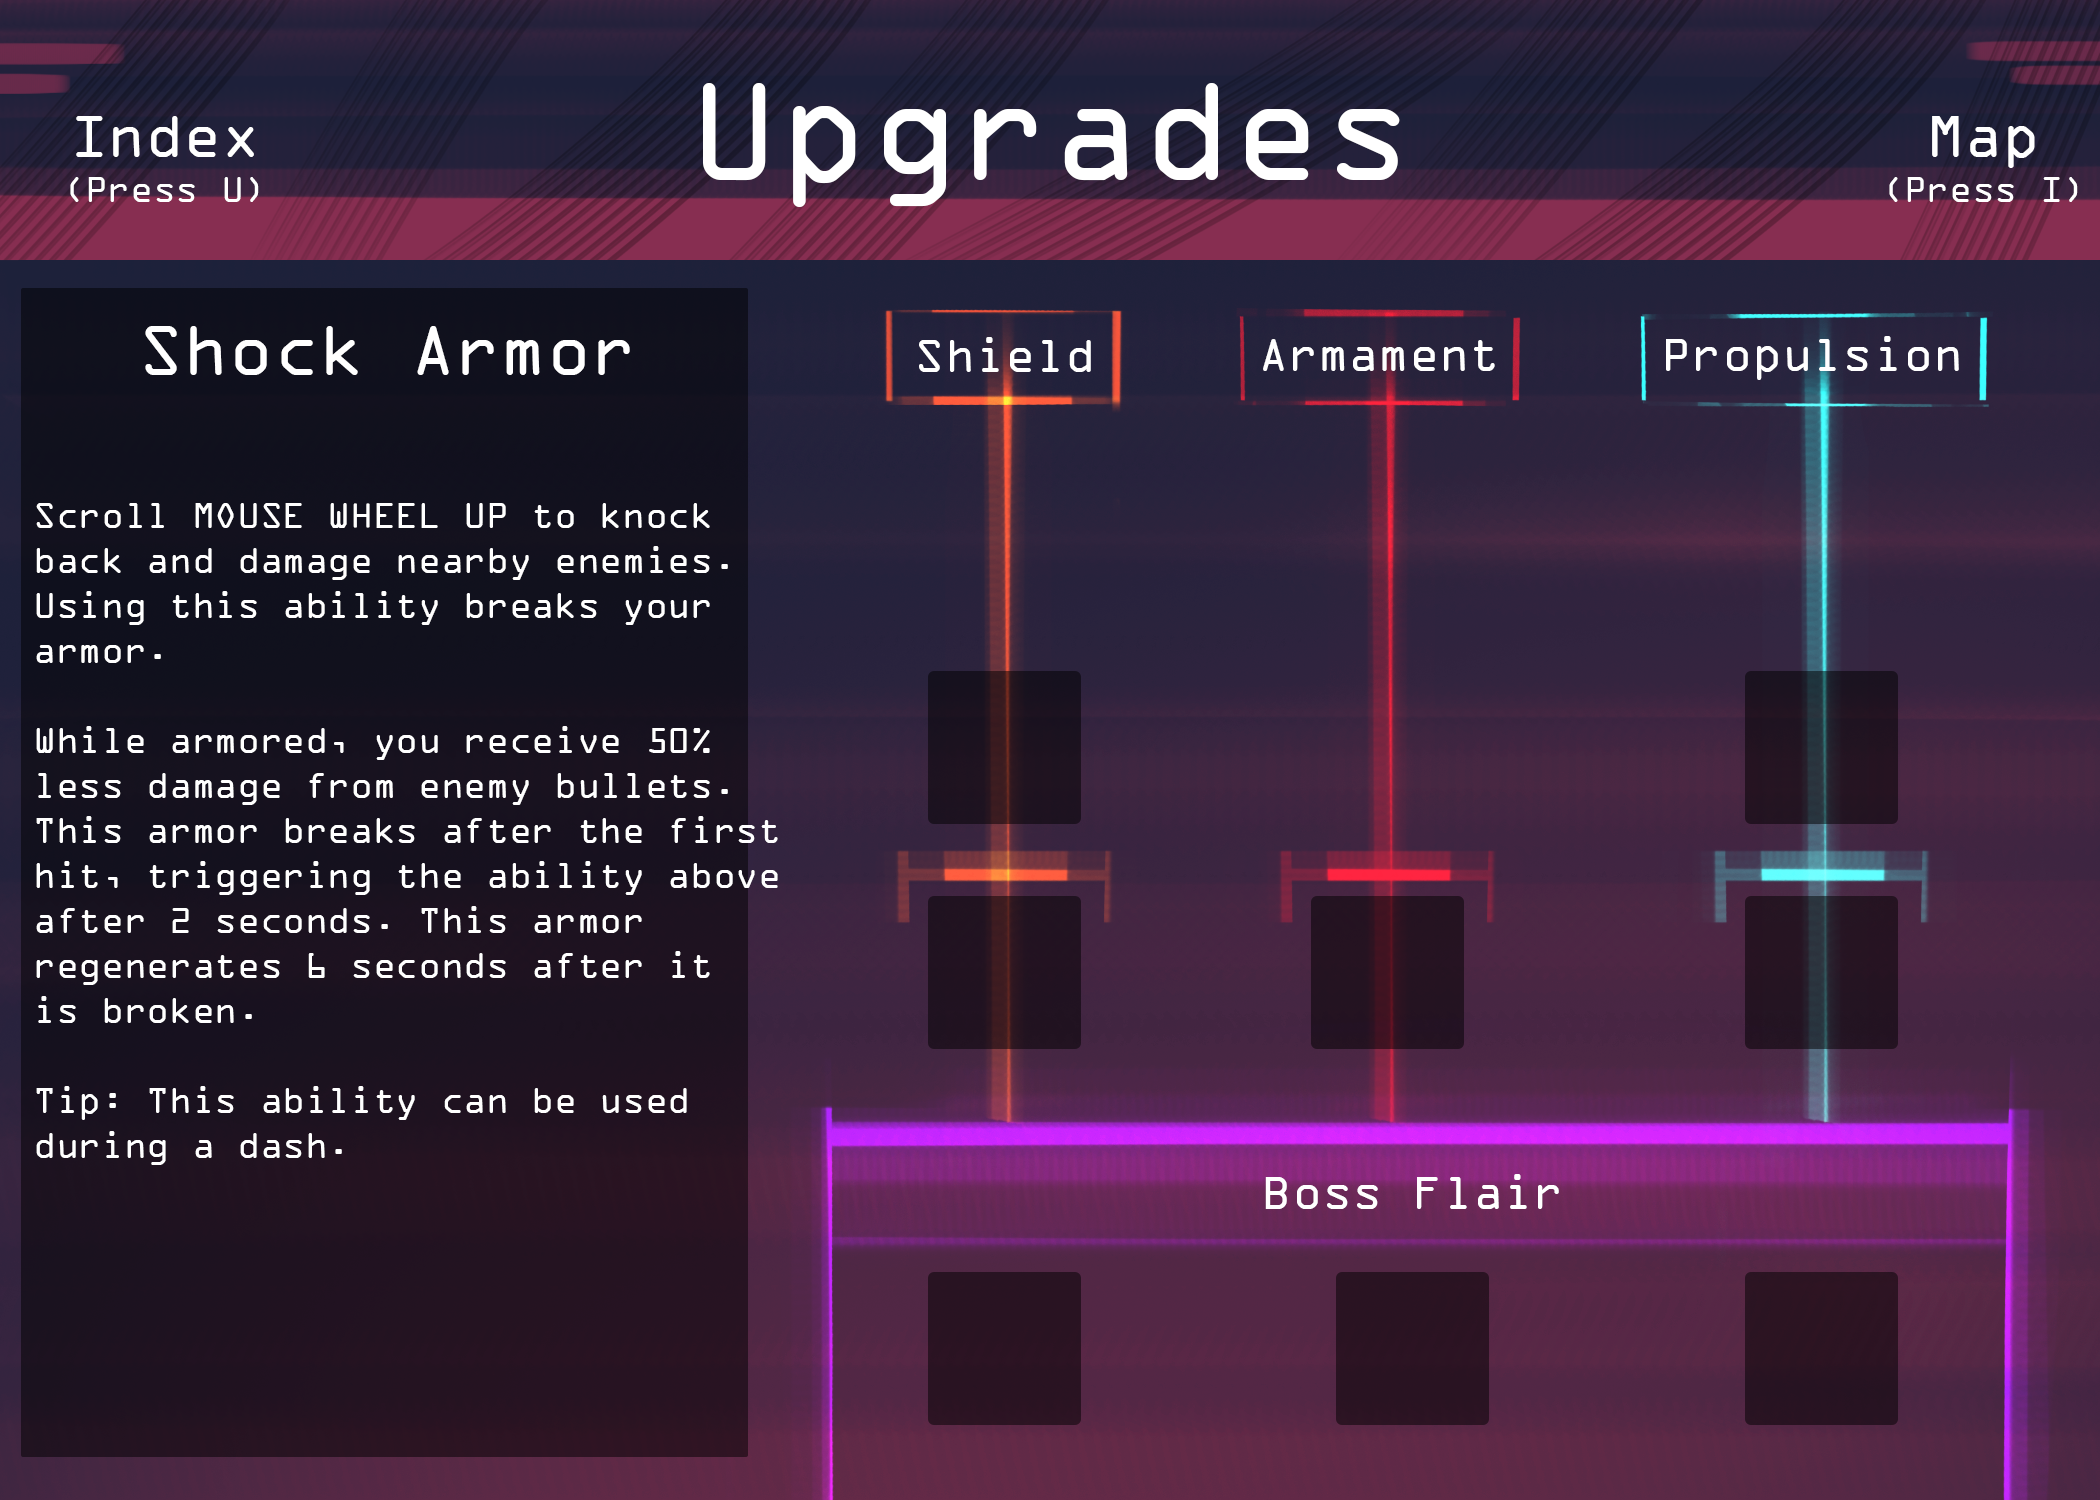 Upgrades
Index
(Press U)
Map
(Press I)
Shock Armor
Scroll MOUSE WHEEL UP to knock
back and damage nearby enemies.
Using this ability breaks your
armor.
While armored, you receive 50%
less damage from enemy bullets.
This armor breaks after the first
hit, triggering the ability above
after 2 seconds. This armor
regenerates 6 seconds after it
is broken.
Tip: This ability can be used
during a dash.
Shield
Armament
Propulsion
Boss Flair